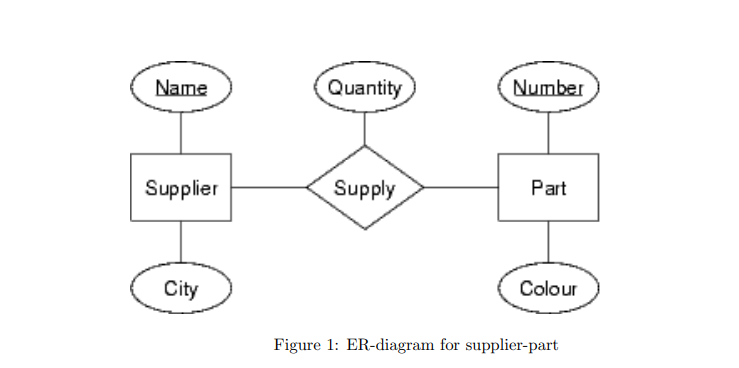 Name
Quantity
Number
Supplier
Supply
Part
City
Colour
Figure 1: ER-diagram for supplier-part